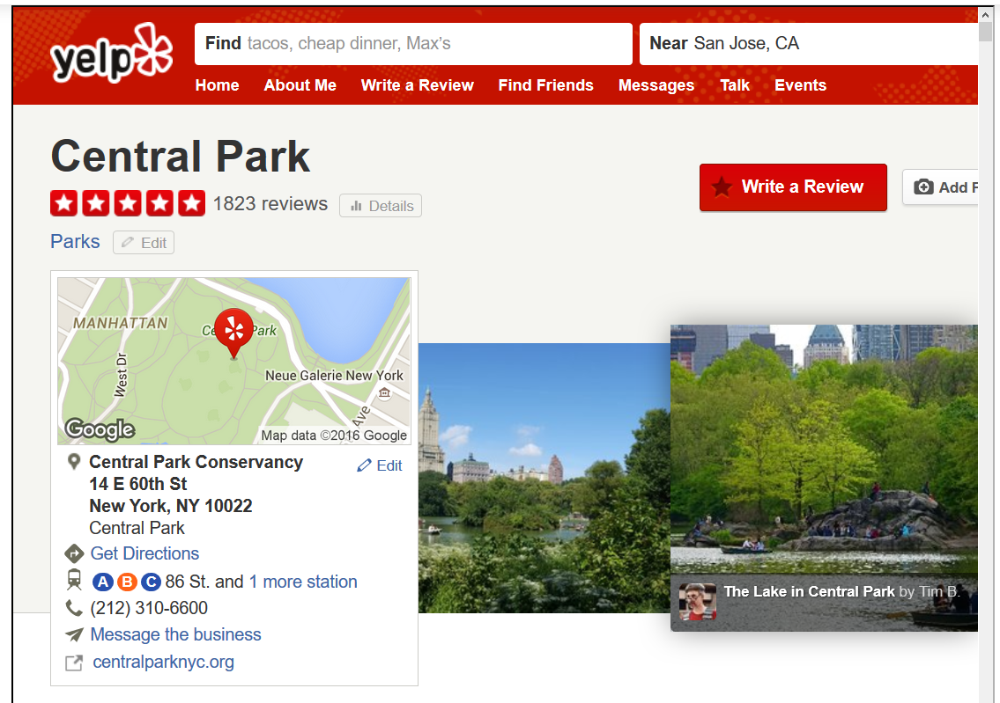 yelp
Find tacos, cheap dinner, Max's
Near San Jose, CA
Home About Me Write a Review Find Friends Messages Talk Events
Central Park
1823 reviews Details
Write a Review
Add
Parks Edit
MANHATTAN
Park
West Dr
Neue Galerie New York
Ave
Google
Map data ©2016 Google
Central Park Conservancy Edit
14 E 60th St
New York, NY 10022
Central Park
Get Directions
A B C 86 St. and 1 more station
(212) 310-6600
Message the business
centralparknyc.org
The Lake in Central Park by Tim B.